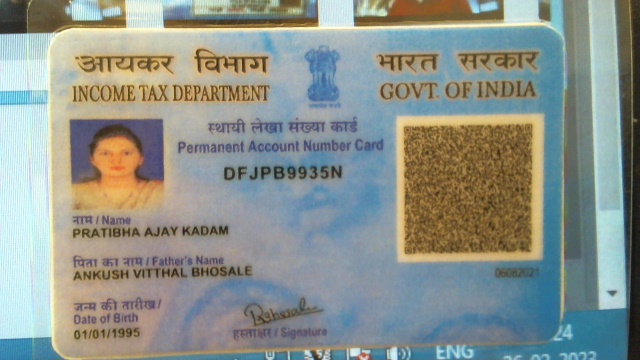 आयकर विभाग
INCOME TAX DEPARTMENT
भारत सरकार
GOVT. OF INDIA
स्थायी लेखा संख्या कार्ड
Permanent Account Number Card
DFJPB9935N
नाम / Name
PRATIBHA AJAY KADAM
पिता का नाम / Father's Name
ANKUSH VITTHAL BHOSALE
06082021
जन्म की तारीख/
Date of Birth
01/01/1995
हस्ताक्षर / Signature
ENG